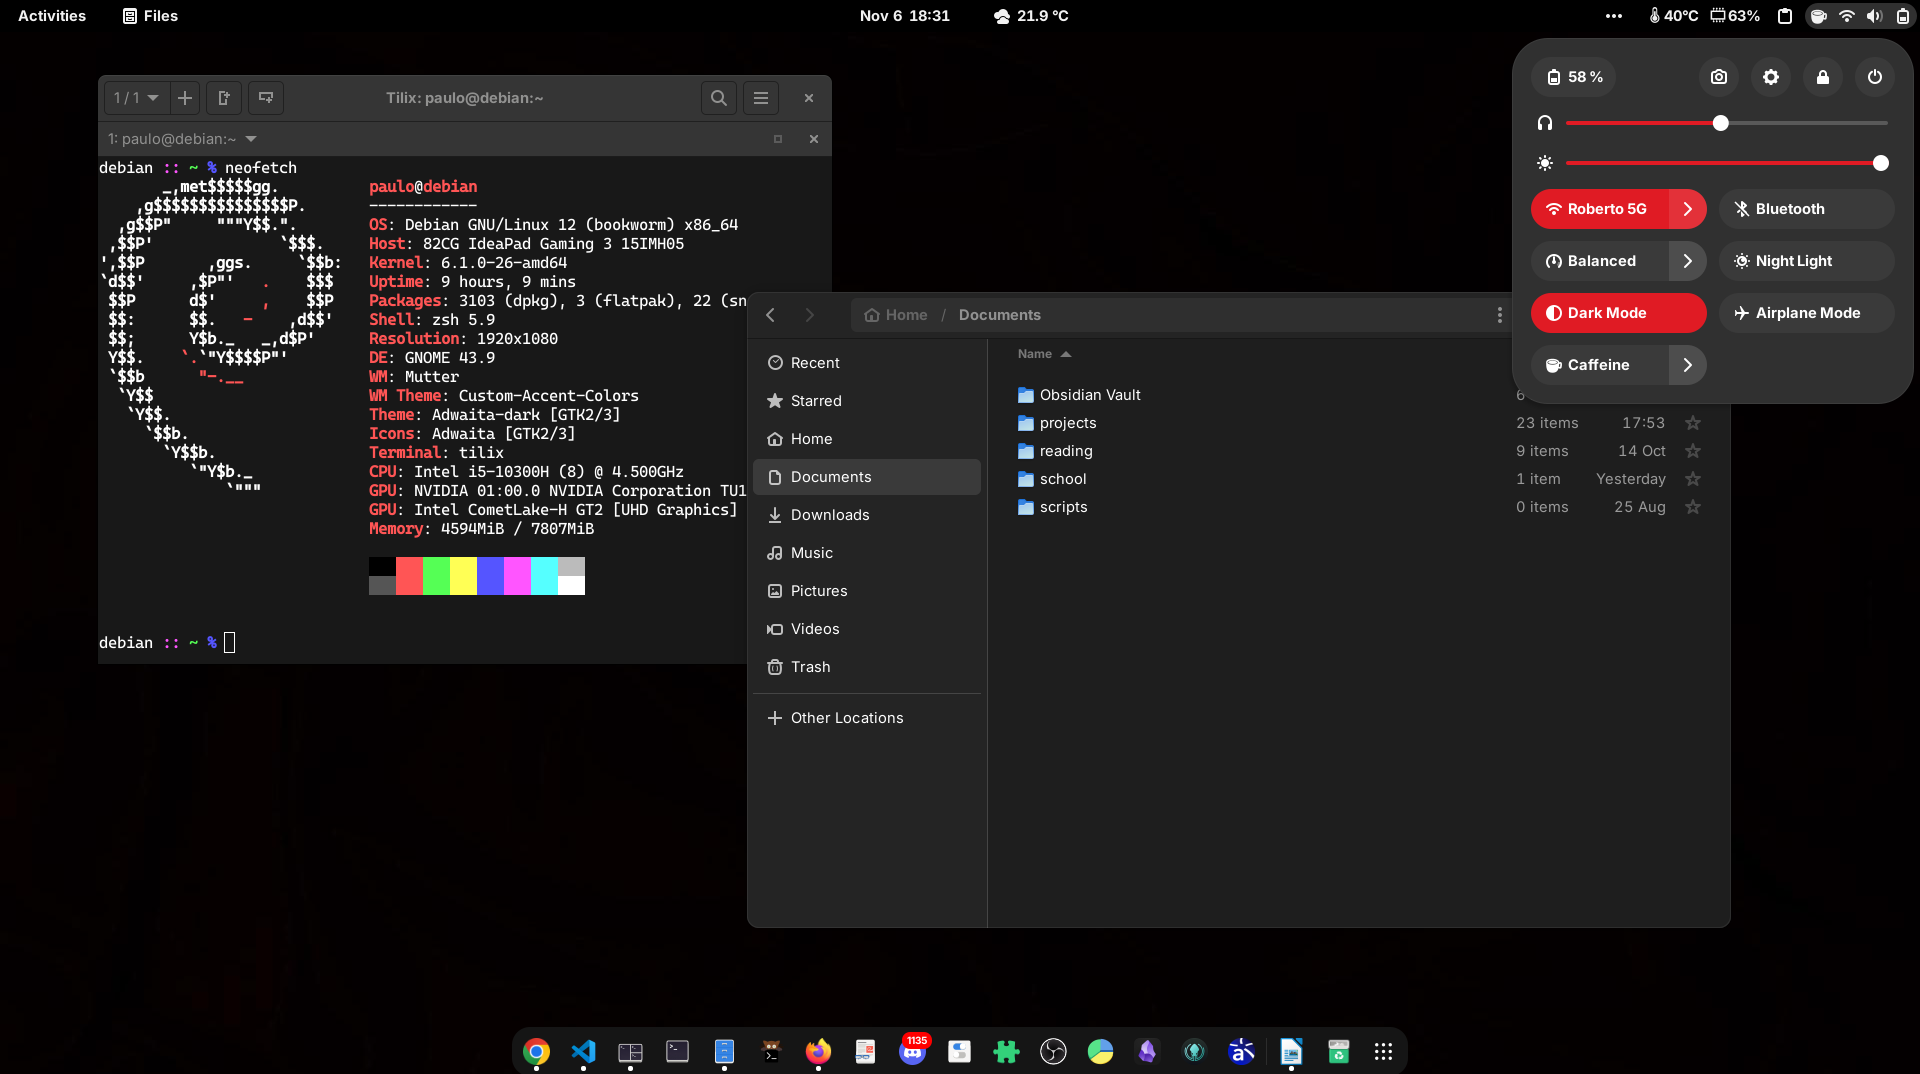 Activities
Files
Nov 6 18:31
21.9 °C
40°C
63%
1 / 1
Tilix: paulo@debian:~
1: paulo@debian:~
debian :: ~ % neofetch
_,met$$$$$gg.
,g$$$$$$$$$$$$$$$P.
,g$$P"     """Y$$.".
,$$P'              `$$$.
',$$P       ,ggs.     `$$b:
`d$$'     ,$P"'   .    $$$
$$P      d$'     ,    $$P
$$:      $$.   -    ,d$$'
$$;      Y$b._   _,d$P'
Y$$.    `.`"Y$$$$P"'
`$$b      "-.__
`Y$$
`Y$$.
`$$b.
`Y$$b.
`"Y$b._
`"""
paulo@debian
------------
OS: Debian GNU/Linux 12 (bookworm) x86_64
Host: 82CG IdeaPad Gaming 3 15IMH05
Kernel: 6.1.0-26-amd64
Uptime: 9 hours, 9 mins
Packages: 3103 (dpkg), 3 (flatpak), 22 (sn
Shell: zsh 5.9
Resolution: 1920x1080
DE: GNOME 43.9
WM: Mutter
WM Theme: Custom-Accent-Colors
Theme: Adwaita-dark [GTK2/3]
Icons: Adwaita [GTK2/3]
Terminal: tilix
CPU: Intel i5-10300H (8) @ 4.500GHz
GPU: NVIDIA 01:00.0 NVIDIA Corporation TU1
GPU: Intel CometLake-H GT2 [UHD Graphics]
Memory: 4594MiB / 7807MiB
debian :: ~ %
Home / Documents
Recent
Starred
Home
Documents
Downloads
Music
Pictures
Videos
Trash
Other Locations
Name
Obsidian Vault
projects 23 items 17:53
reading 9 items 14 Oct
school 1 item Yesterday
scripts 0 items 25 Aug
58 %
Roberto 5G
Bluetooth
Balanced
Night Light
Dark Mode
Airplane Mode
Caffeine
1135